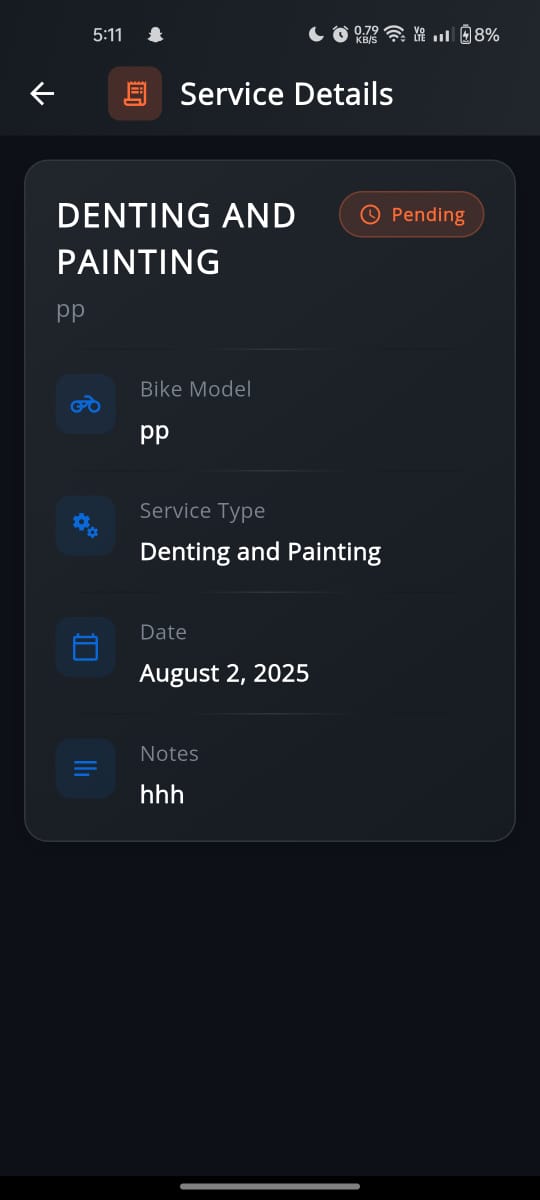 5:11
0.79
KB/S
Vo
LTE
8%
Service Details
DENTING AND
PAINTING
Pending
pp
Bike Model
pp
Service Type
Denting and Painting
Date
August 2, 2025
Notes
hhh